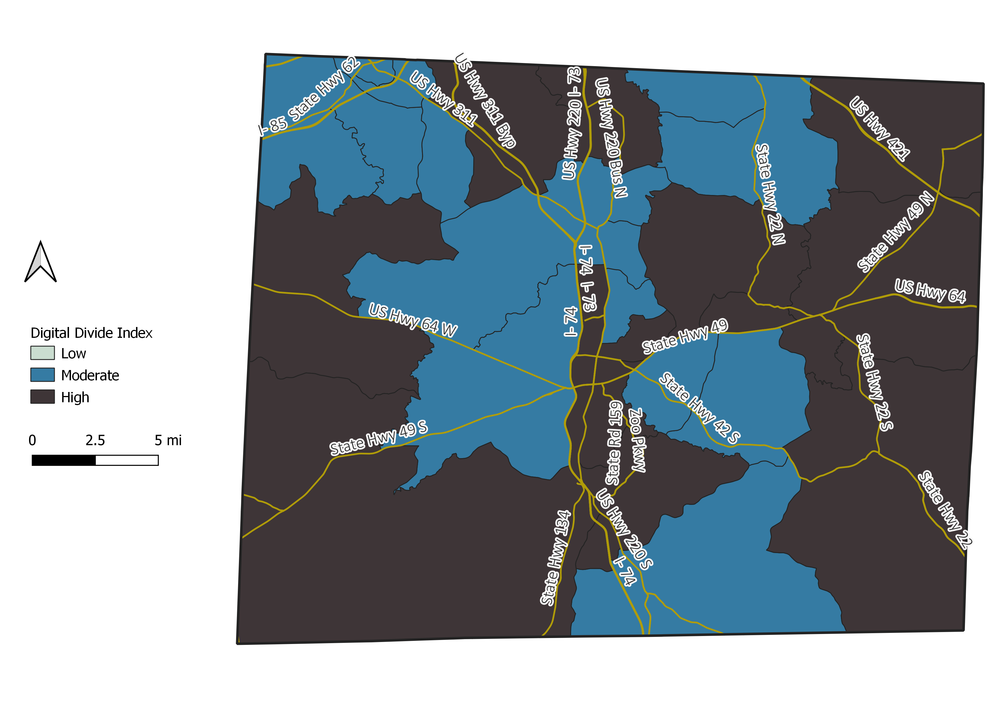 State Hwy 62
I- 85
US Hwy 311
US Hwy 311 Byp
US Hwy 220
I- 73
US Hwy 220 Bus N
US Hwy 421
State Hwy 22 N
State Hwy 49 N
I- 74
I- 73
US Hwy 64
US Hwy 64 W
I- 74
State Hwy 49
Digital Divide Index
Low
Moderate
High
State Hwy 22 S
State Hwy 42 S
State Hwy 49 S
State Rd 159
Zoo Pkwy
0 2.5 5 mi
State Hwy 22
US Hwy 220 S
State Hwy 134
I- 74